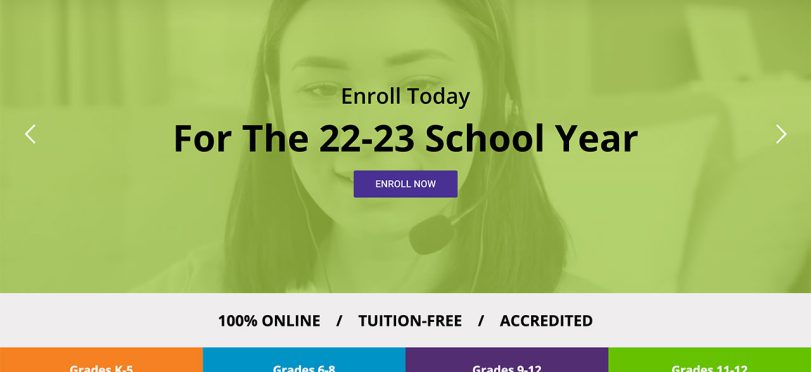 Enroll Today
For The 22-23 School Year
ENROLL NOW
100% ONLINE / TUITION-FREE / ACCREDITED
Grades K-5 Grades 6-8 Grades 9-12 Grades 11-12